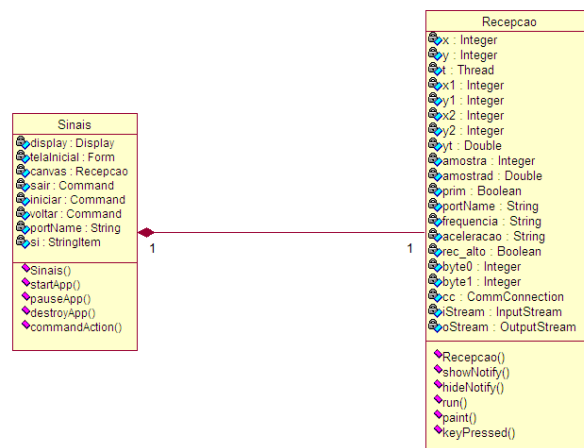 Sinais
display : Display
telaInicial : Form
canvas : Recepcao
sair : Command
iniciar : Command
voltar : Command
portName : String
si : StringItem
Sinais()
startApp()
pauseApp()
destroyApp()
commandAction()
1
1
Recepcao
x : Integer
y : Integer
t : Thread
x1 : Integer
y1 : Integer
x2 : Integer
y2 : Integer
yt : Double
amostra : Integer
amostrad : Double
prim : Boolean
portName : String
frequencia : String
aceleracao : String
rec_alto : Boolean
byte0 : Integer
byte1 : Integer
cc : CommConnection
iStream : InputStream
oStream : OutputStream
Recepcao()
showNotify()
hideNotify()
run()
paint()
keyPressed()